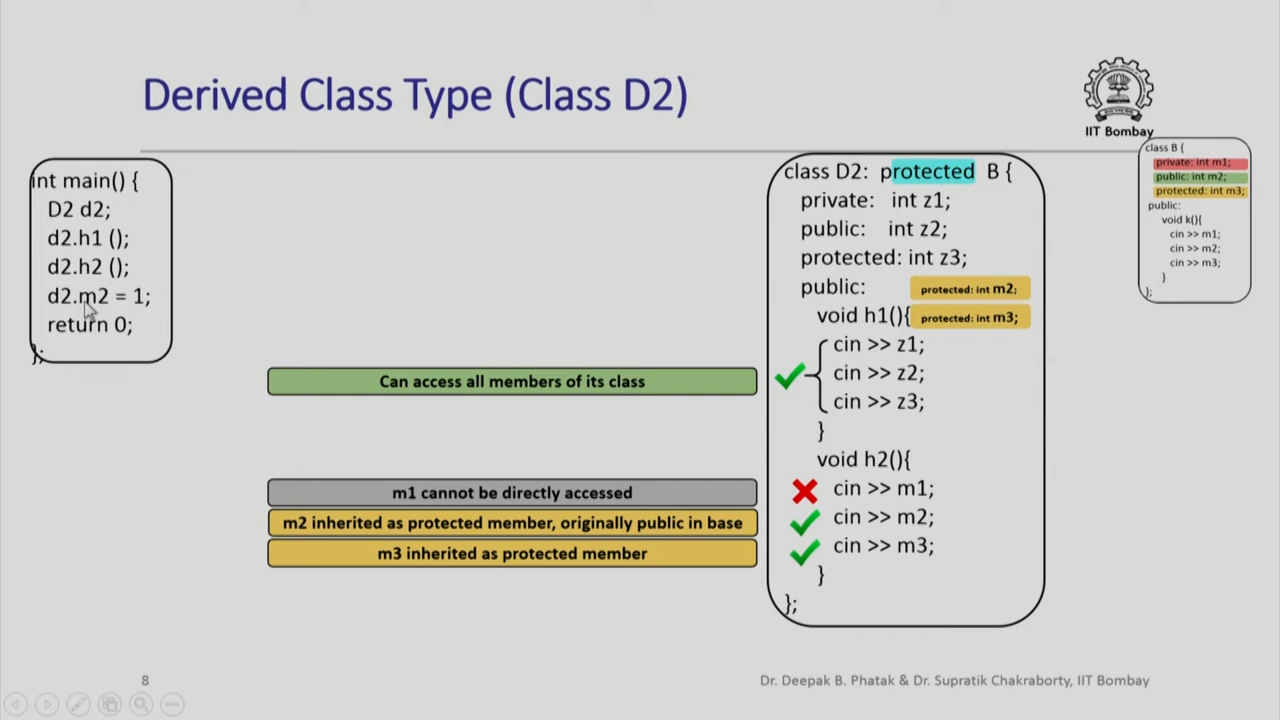 Derived Class Type (Class D2)
IIT Bombay
int main() {
D2 d2;
d2.h1 ();
d2.h2 ();
d2.m2 = 1;
return 0;
};
Can access all members of its class
m1 cannot be directly accessed
m2 inherited as protected member, originally public in base
m3 inherited as protected member
class D2: protected B {
private: int z1;
public: int z2;
protected: int z3;
public:
protected: int m2;
void h1(){
protected: int m3;
cin >> z1;
cin >> z2;
cin >> z3;
}
void h2(){
cin >> m1;
cin >> m2;
cin >> m3;
}
};
class B {
private: int m1;
public: int m2;
protected: int m3;
public:
void k(){
cin >> m1;
cin >> m2;
cin >> m3;
}
};
8
Dr. Deepak B. Phatak & Dr. Supratik Chakraborty, IIT Bombay